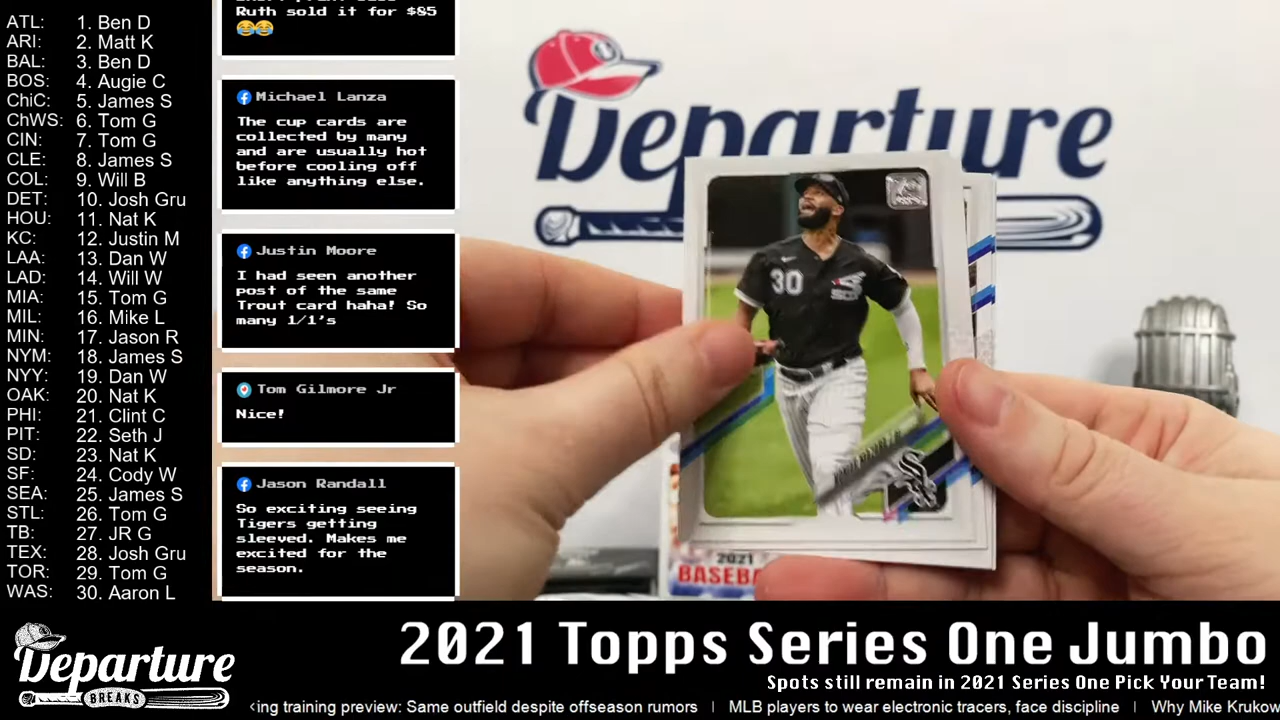 ATL: 1. Ben D
ARI: 2. Matt K
BAL: 3. Ben D
BOS: 4. Augie C
ChiC: 5. James S
ChWS: 6. Tom G
CIN: 7. Tom G
CLE: 8. James S
COL: 9. Will B
DET: 10. Josh Gru
HOU: 11. Nat K
KC: 12. Justin M
LAA: 13. Dan W
LAD: 14. Will W
MIA: 15. Tom G
MIL: 16. Mike L
MIN: 17. Jason R
NYM: 18. James S
NYY: 19. Dan W
OAK: 20. Nat K
PHI: 21. Clint C
PIT: 22. Seth J
SD: 23. Nat K
SF: 24. Cody W
SEA: 25. James S
STL: 26. Tom G
TB: 27. JR G
TEX: 28. Josh Gru
TOR: 29. Tom G
WAS: 30. Aaron L
Ruth sold it for $85
😂😂
Michael Lanza
The cup cards are
collected by many
and are usually hot
before cooling off
like anything else.
Justin Moore
I had seen another
post of the same
Trout card haha! So
many 1/1's
Tom Gilmore Jr
Nice!
Jason Randall
So exciting seeing
Tigers getting
sleeved. Makes me
excited for the
season.
Departure
30
SOX
2021
BASEBA
Departure
BREAKS
2021 Topps Series One Jumbo
Spots still remain in 2021 Series One Pick Your Team!
king training preview: Same outfield despite offseason rumors | MLB players to wear electronic tracers, face discipline | Why Mike Krukow